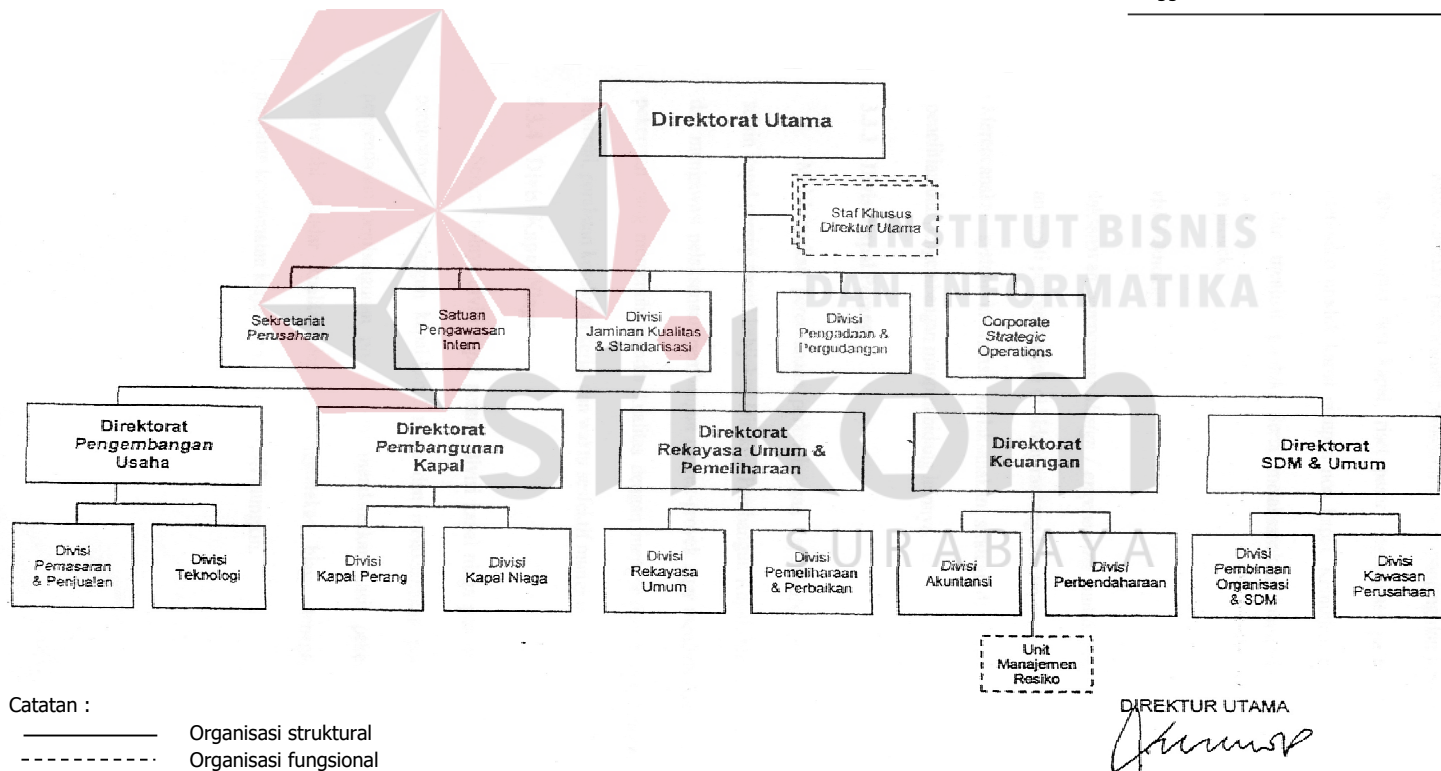 Direktorat Utama
Staf Khusus
Direktur Utama
INSTITUT BISNIS
DAN INFORMATIKA
stikom
SURABAYA
Sekretariat
Perusahaan
Satuan
Pengawasan
Intern
Divisi
Jaminan Kualitas
& Standarisasi
Divisi
Pengadaan &
Pergudangan
Corporate
Strategic
Operations
Direktorat
Pengembangan
Usaha
Direktorat
Pembangunan
Kapal
Direktorat
Rekayasa Umum &
Pemeliharaan
Direktorat
Keuangan
Direktorat
SDM & Umum
Divisi
Pemasaran
& Penjualan
Divisi
Teknologi
Divisi
Kapal Perang
Divisi
Kapal Niaga
Divisi
Rekayasa
Umum
Divisi
Pemeliharaan
& Perbaikan
Divisi
Akuntansi
Divisi
Perbendaharaan
Divisi
Pembinaan
Organisasi
& SDM
Divisi
Kawasan
Perusahaan
Unit
Manajemen
Resiko
Catatan :
Organisasi struktural
Organisasi fungsional
DIREKTUR UTAMA